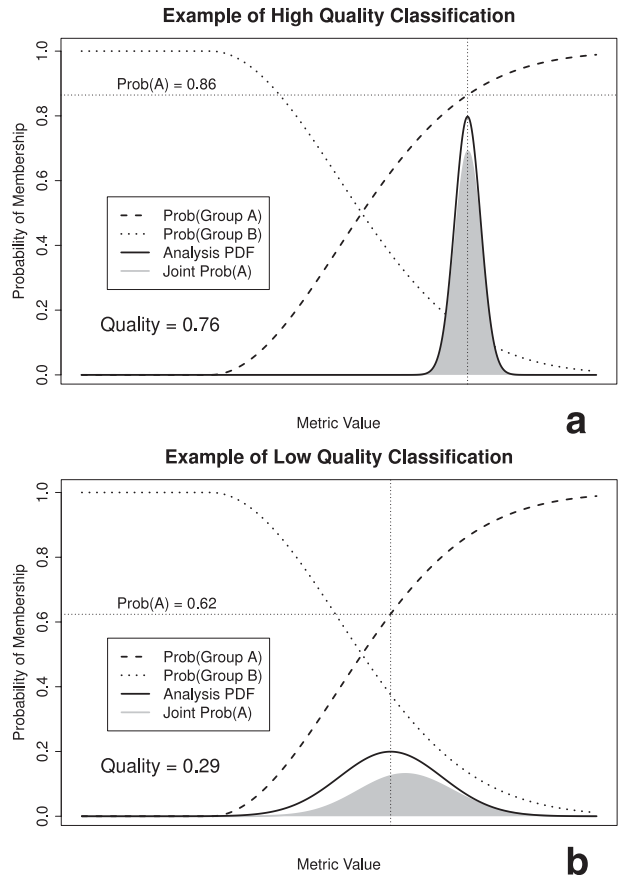 Example of High Quality Classification
Probability of Membership
1.0
0.8
0.6
0.4
0.2
0.0
Prob(A) = 0.86
Prob(Group A)
Prob(Group B)
Analysis PDF
Joint Prob(A)
Quality = 0.76
Metric Value
a
Example of Low Quality Classification
Probability of Membership
1.0
0.8
0.6
0.4
0.2
0.0
Prob(A) = 0.62
Prob(Group A)
Prob(Group B)
Analysis PDF
Joint Prob(A)
Quality = 0.29
Metric Value
b